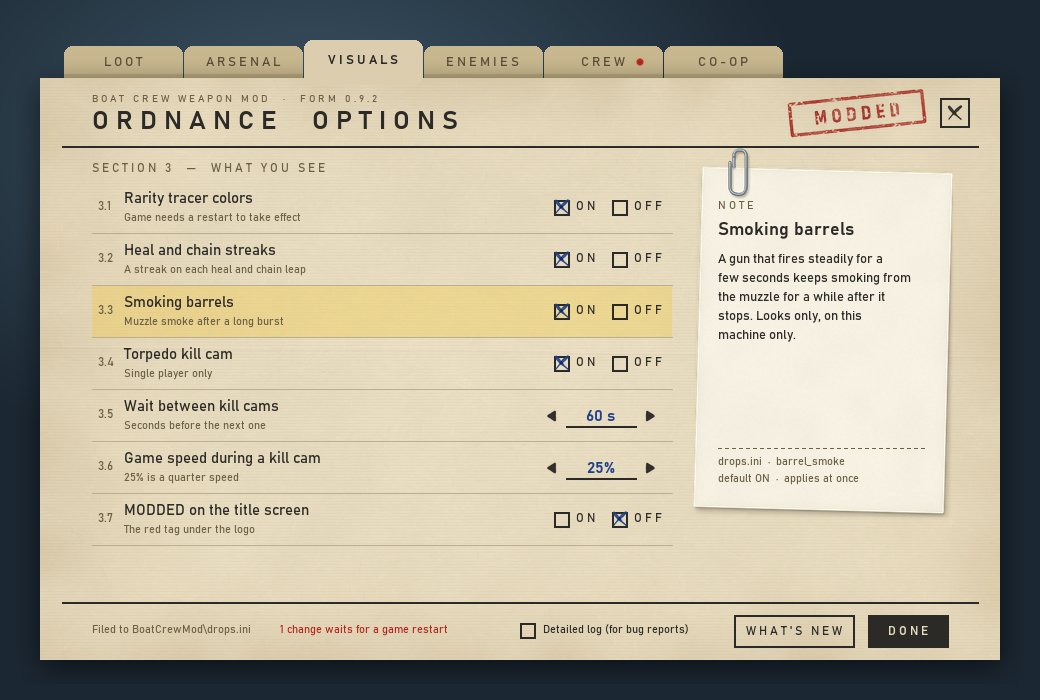 LOOT ARSENAL VISUALS ENEMIES CREW CO-OP
BOAT CREW WEAPON MOD · FORM 0.9.2
ORDNANCE OPTIONS
MODDED
SECTION 3 — WHAT YOU SEE
3.1 Rarity tracer colors
Game needs a restart to take effect
ON OFF
3.2 Heal and chain streaks
A streak on each heal and chain leap
ON OFF
3.3 Smoking barrels
Muzzle smoke after a long burst
ON OFF
3.4 Torpedo kill cam
Single player only
ON OFF
3.5 Wait between kill cams
Seconds before the next one
60 s
3.6 Game speed during a kill cam
25% is a quarter speed
25%
3.7 MODDED on the title screen
The red tag under the logo
ON OFF
NOTE
Smoking barrels
A gun that fires steadily for a
few seconds keeps smoking from
the muzzle for a while after it
stops. Looks only, on this
machine only.
drops.ini · barrel_smoke
default ON · applies at once
Filed to BoatCrewMod\drops.ini
1 change waits for a game restart
Detailed log (for bug reports)
WHAT'S NEW
DONE